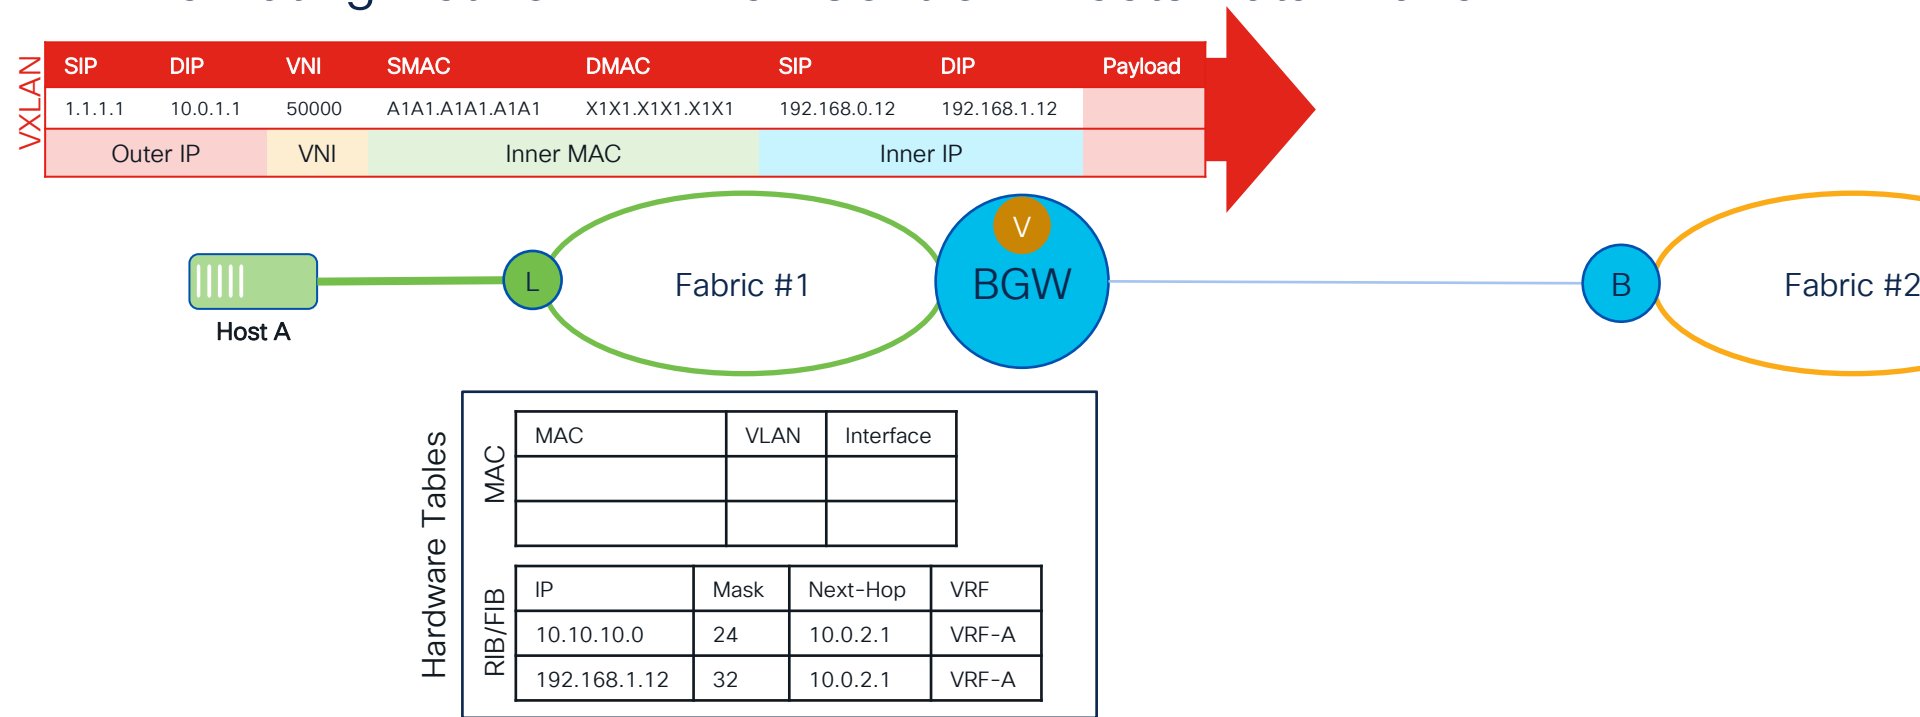 VXLAN
SIP DIP VNI SMAC DMAC SIP DIP Payload
1.1.1.1 10.0.1.1 50000 A1A1.A1A1.A1A1 X1X1.X1X1.X1X1 192.168.0.12 192.168.1.12
Outer IP VNI Inner MAC Inner IP
V
L Fabric #1 BGW B Fabric #2
Host A
Hardware Tables
MAC
MAC VLAN Interface
RIB/FIB
IP Mask Next-Hop VRF
10.10.10.0 24 10.0.2.1 VRF-A
192.168.1.12 32 10.0.2.1 VRF-A